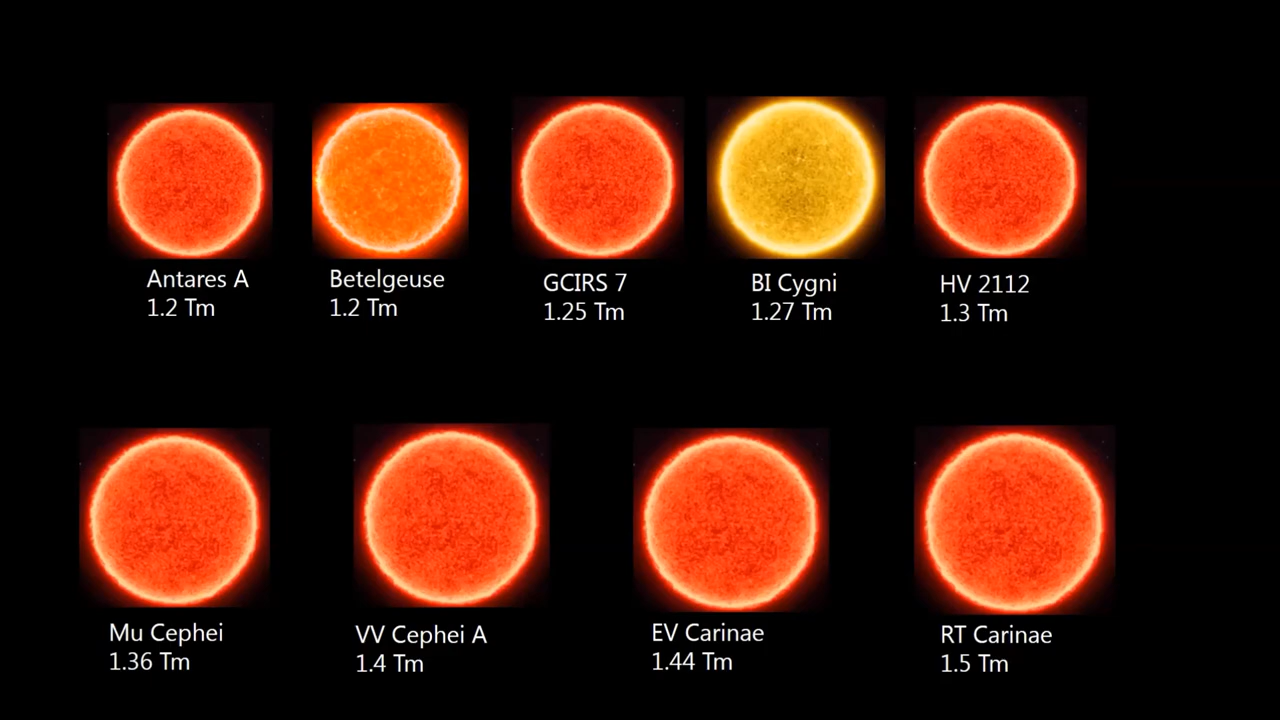 Antares A
1.2 Tm
Betelgeuse
1.2 Tm
GCIRS 7
1.25 Tm
BI Cygni
1.27 Tm
HV 2112
1.3 Tm
Mu Cephei
1.36 Tm
VV Cephei A
1.4 Tm
EV Carinae
1.44 Tm
RT Carinae
1.5 Tm